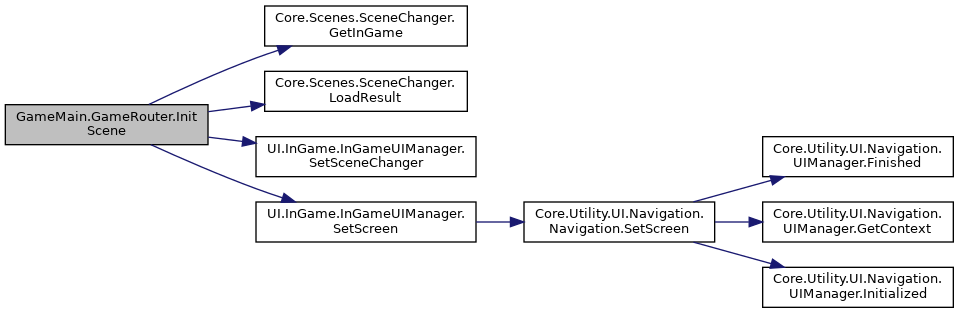 GameMain.GameRouter.Init
Scene
Core.Scenes.SceneChanger.
GetInGame
Core.Scenes.SceneChanger.
LoadResult
UI.InGame.InGameUIManager.
SetSceneChanger
UI.InGame.InGameUIManager.
SetScreen
Core.Utility.UI.Navigation.
Navigation.SetScreen
Core.Utility.UI.Navigation.
UIManager.Finished
Core.Utility.UI.Navigation.
UIManager.GetContext
Core.Utility.UI.Navigation.
UIManager.Initialized